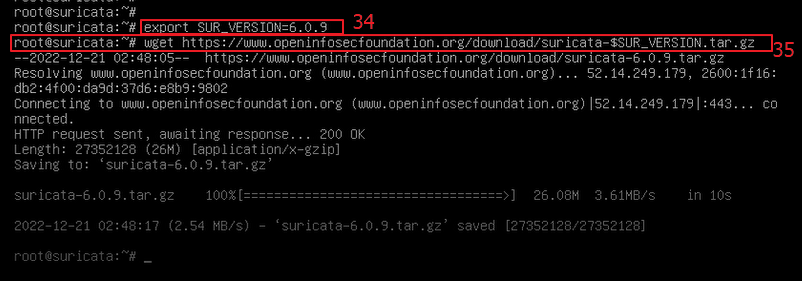 root@suricata:~#
root@suricata:~# export SUR_VERSION=6.0.9 34
root@suricata:~# wget https://www.openinfosecfoundation.org/download/suricata-$SUR_VERSION.tar.gz 35
--2022-12-21 02:48:05--  https://www.openinfosecfoundation.org/download/suricata-6.0.9.tar.gz
Resolving www.openinfosecfoundation.org (www.openinfosecfoundation.org)... 52.14.249.179, 2600:1f16:
db2:4f00:da9d:37d6:e8b9:9802
Connecting to www.openinfosecfoundation.org (www.openinfosecfoundation.org)|52.14.249.179|:443... co
nnected.
HTTP request sent, awaiting response... 200 OK
Length: 27352128 (26M) [application/x-gzip]
Saving to: ‘suricata-6.0.9.tar.gz’
suricata-6.0.9.tar.gz    100%[==================================>]  26.08M  3.61MB/s    in 10s
2022-12-21 02:48:17 (2.54 MB/s) - ‘suricata-6.0.9.tar.gz’ saved [27352128/27352128]
root@suricata:~#
root@suricata:~# _